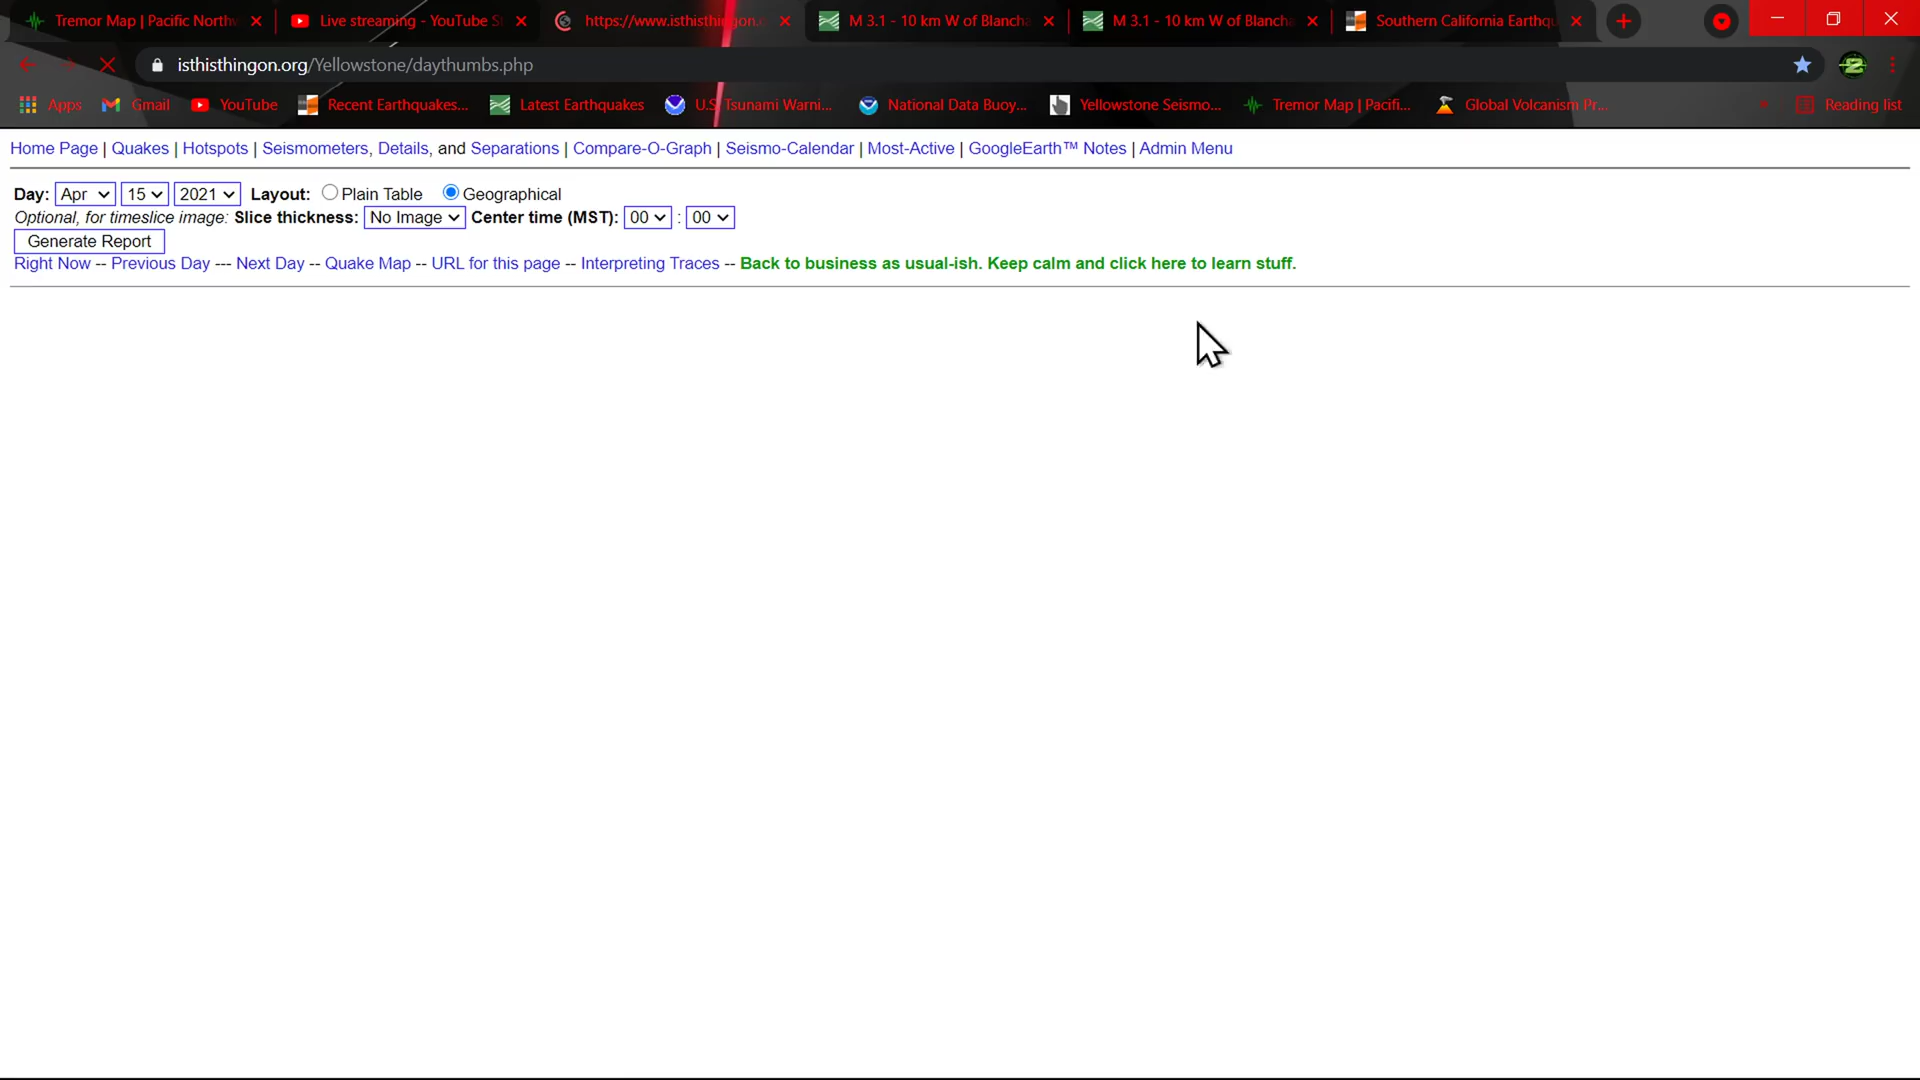 Tremor Map | Pacific Northw
Live streaming - YouTube S
https://www.isthisthingon.
M 3.1 - 10 km W of Blancha
M 3.1 - 10 km W of Blancha
Southern California Earthqu
isthisthingon.org/Yellowstone/daythumbs.php
Apps
Gmail
YouTube
Recent Earthquakes...
Latest Earthquakes
U.S. Tsunami Warni...
National Data Buoy...
Yellowstone Seismo...
Tremor Map | Pacifi...
Global Volcanism Pr...
Reading list
Home Page | Quakes | Hotspots | Seismometers, Details, and Separations | Compare-O-Graph | Seismo-Calendar | Most-Active | GoogleEarth™ Notes | Admin Menu
Day: Apr 15 2021 Layout: Plain Table Geographical
Optional, for timeslice image: Slice thickness: No Image Center time (MST): 00 : 00
Generate Report
Right Now -- Previous Day --- Next Day -- Quake Map -- URL for this page -- Interpreting Traces -- Back to business as usual-ish. Keep calm and click here to learn stuff.